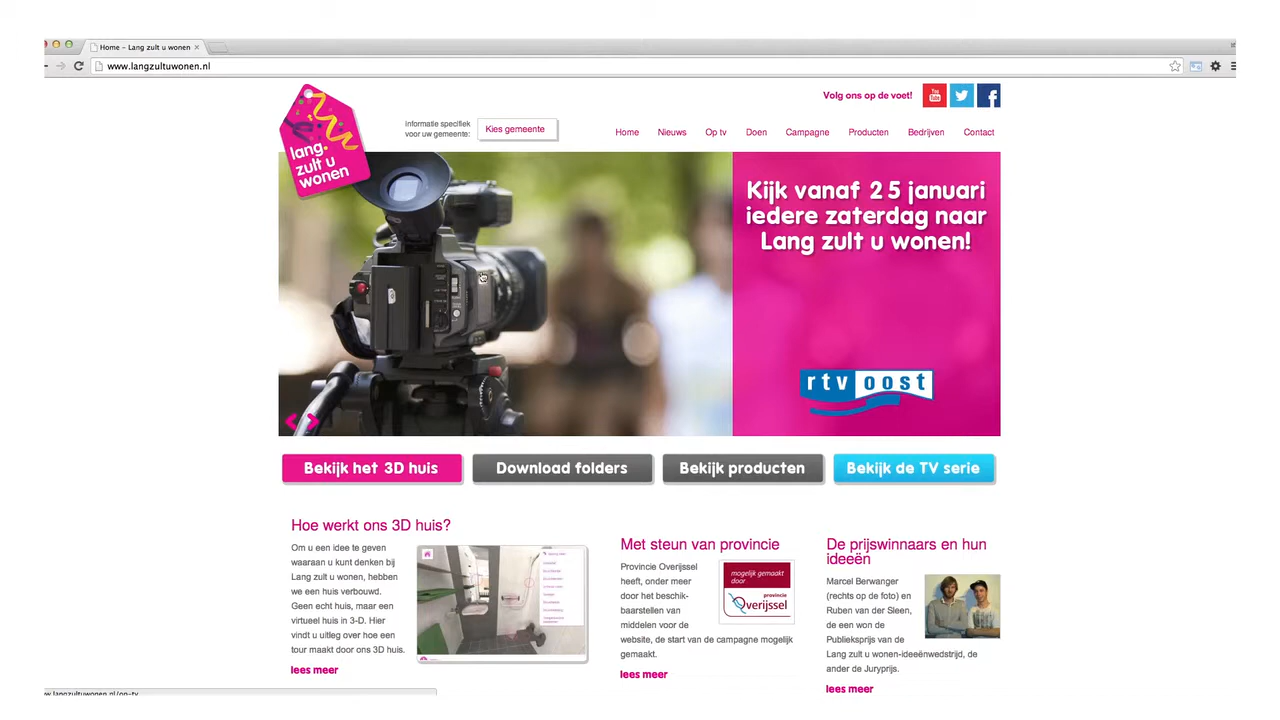 Home – Lang zult u wonen
www.langzultuwonen.nl
Volg ons op de voet!
You Tube
lang
zult u
wonen
informatie specifiek
voor uw gemeente:
Kies gemeente
Home Nieuws Op tv Doen Campagne Producten Bedrijven Contact
Kijk vanaf 25 januari
iedere zaterdag naar
Lang zult u wonen!
rtv oost
Bekijk het 3D huis
Download folders
Bekijk producten
Bekijk de TV serie
Hoe werkt ons 3D huis?
Om u een idee te geven
waaraan u kunt denken bij
Lang zult u wonen, hebben
we een huis verbouwd.
Geen echt huis, maar een
virtueel huis in 3-D. Hier
vindt u uitleg over hoe een
tour maakt door ons 3D huis.
lees meer
Met steun van provincie
Provincie Overijssel
heeft, onder meer
door het beschik-
baarstellen van
middelen voor de
website, de start van de campagne mogelijk
gemaakt.
lees meer
mogelijk gemaakt
door
provincie
Overijssel
De prijswinnaars en hun
ideeën
Marcel Berwanger
(rechts op de foto) en
Ruben van der Sleen,
de een won de
Publieksprijs van de
Lang zult u wonen-ideeënwedstrijd, de
ander de Juryprijs.
lees meer
w.langzultuwonen.nl/op-tv